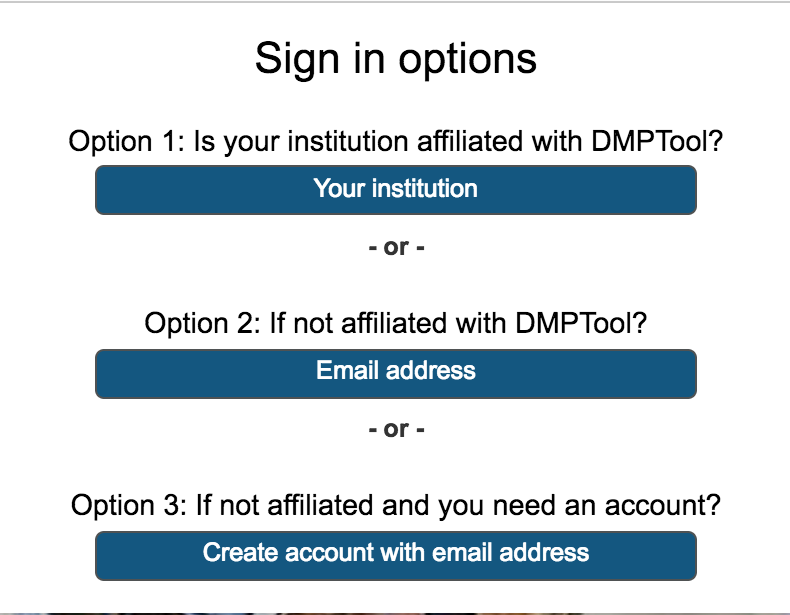 Sign in options
Option 1: Is your institution affiliated with DMPTool?
Your institution
- or -
Option 2: If not affiliated with DMPTool?
Email address
- or -
Option 3: If not affiliated and you need an account?
Create account with email address